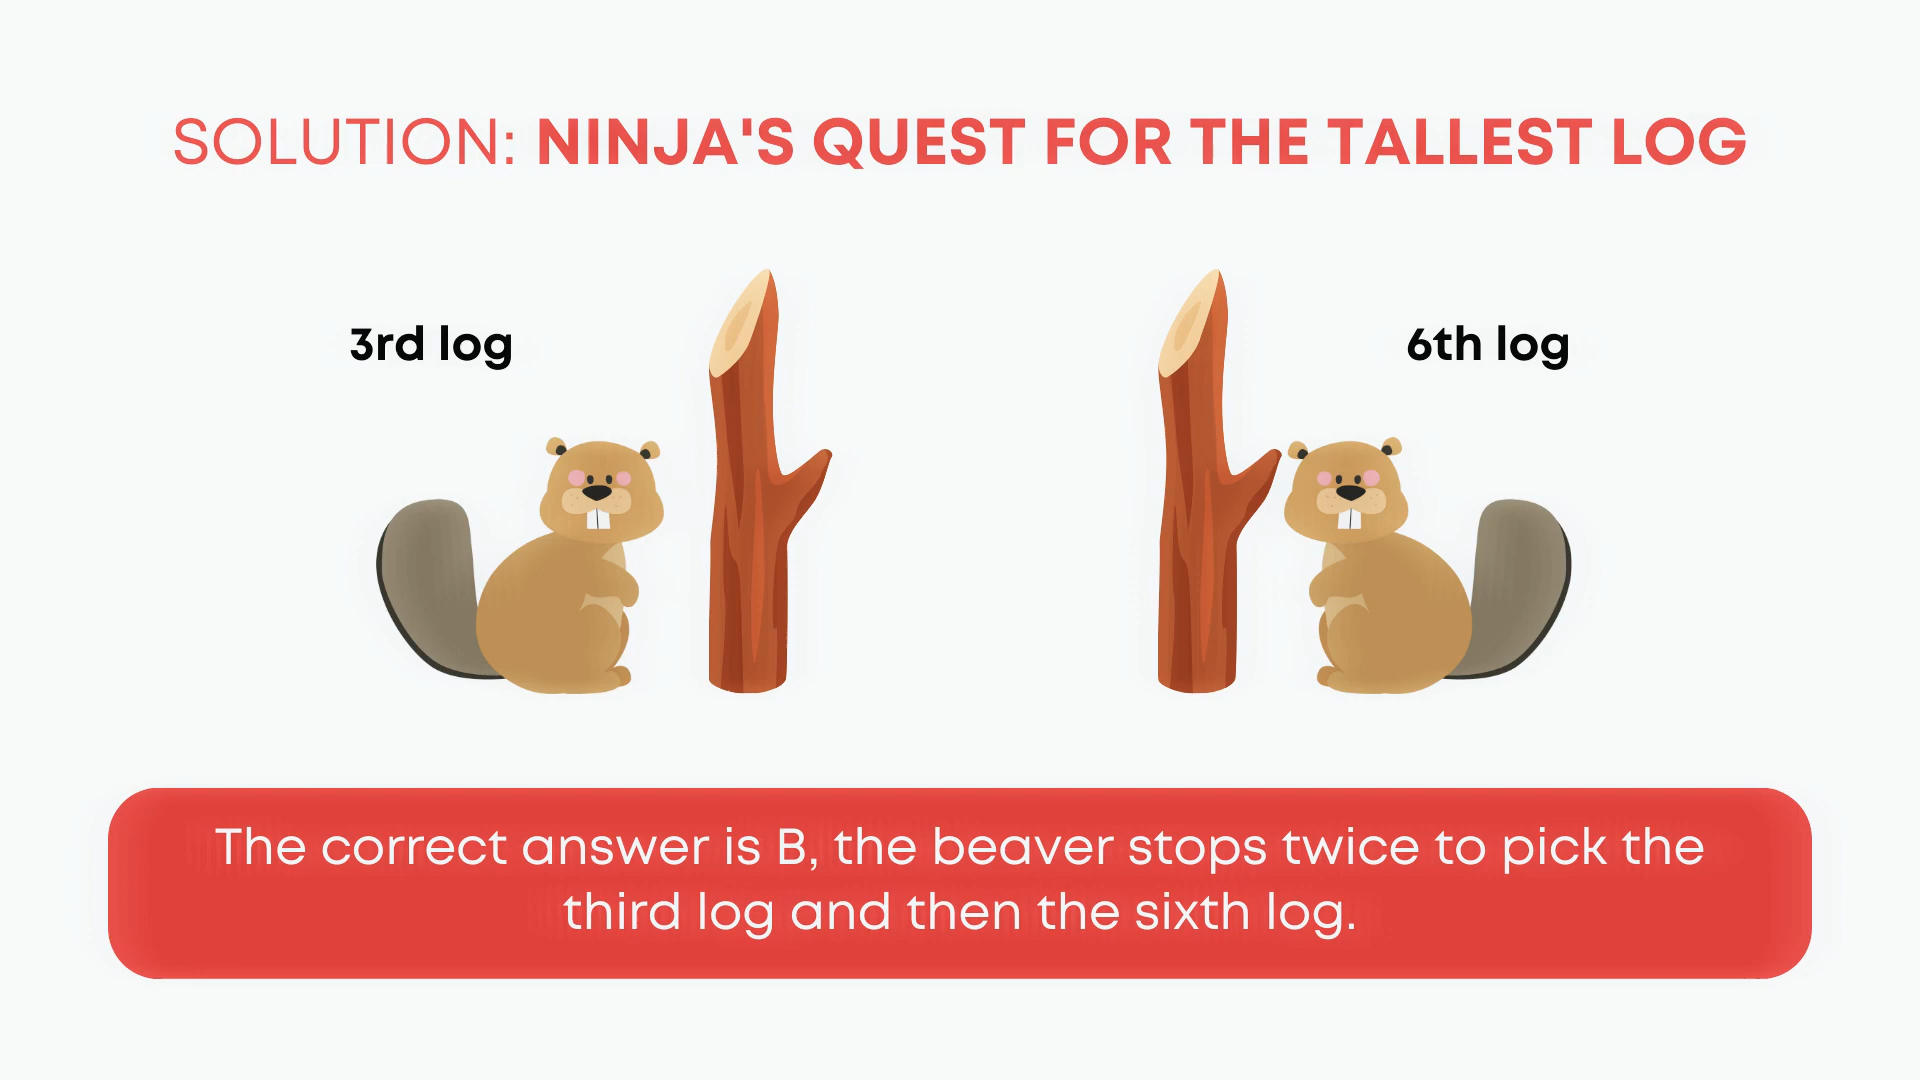 SOLUTION: NINJA'S QUEST FOR THE TALLEST LOG
3rd log
6th log
The correct answer is B, the beaver stops twice to pick the
third log and then the sixth log.